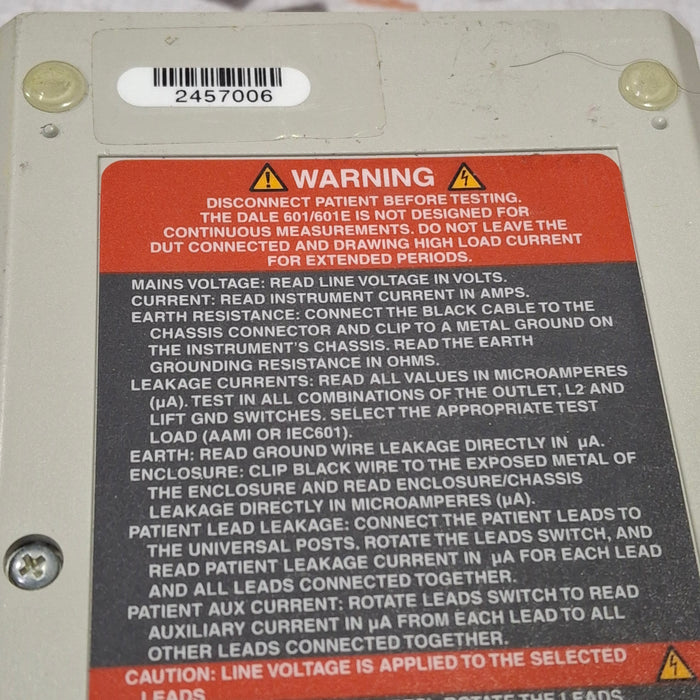 2457006
WARNING
DISCONNECT PATIENT BEFORE TESTING.
THE DALE 601/601E IS NOT DESIGNED FOR
CONTINUOUS MEASUREMENTS. DO NOT LEAVE THE
DUT CONNECTED AND DRAWING HIGH LOAD CURRENT
FOR EXTENDED PERIODS.
MAINS VOLTAGE: READ LINE VOLTAGE IN VOLTS.
CURRENT: READ INSTRUMENT CURRENT IN AMPS.
EARTH RESISTANCE: CONNECT THE BLACK CABLE TO THE
CHASSIS CONNECTOR AND CLIP TO A METAL GROUND ON
THE INSTRUMENT'S CHASSIS. READ THE EARTH
GROUNDING RESISTANCE IN OHMS.
LEAKAGE CURRENTS: READ ALL VALUES IN MICROAMPERES
(µA). TEST IN ALL COMBINATIONS OF THE OUTLET, L2 AND
LIFT GND SWITCHES. SELECT THE APPROPRIATE TEST
LOAD (AAMI OR IEC601).
EARTH: READ GROUND WIRE LEAKAGE DIRECTLY IN µA.
ENCLOSURE: CLIP BLACK WIRE TO THE EXPOSED METAL OF
THE ENCLOSURE AND READ ENCLOSURE/CHASSIS
LEAKAGE DIRECTLY IN MICROAMPERES (µA).
PATIENT LEAD LEAKAGE: CONNECT THE PATIENT LEADS TO
THE UNIVERSAL POSTS. ROTATE THE LEADS SWITCH, AND
READ PATIENT LEAKAGE CURRENT IN µA FOR EACH LEAD
AND ALL LEADS CONNECTED TOGETHER.
PATIENT AUX CURRENT: ROTATE LEADS SWITCH TO READ
AUXILIARY CURRENT IN µA FROM EACH LEAD TO ALL
OTHER LEADS CONNECTED TOGETHER.
CAUTION: LINE VOLTAGE IS APPLIED TO THE SELECTED
LEADS
ROTATE THE LEADS